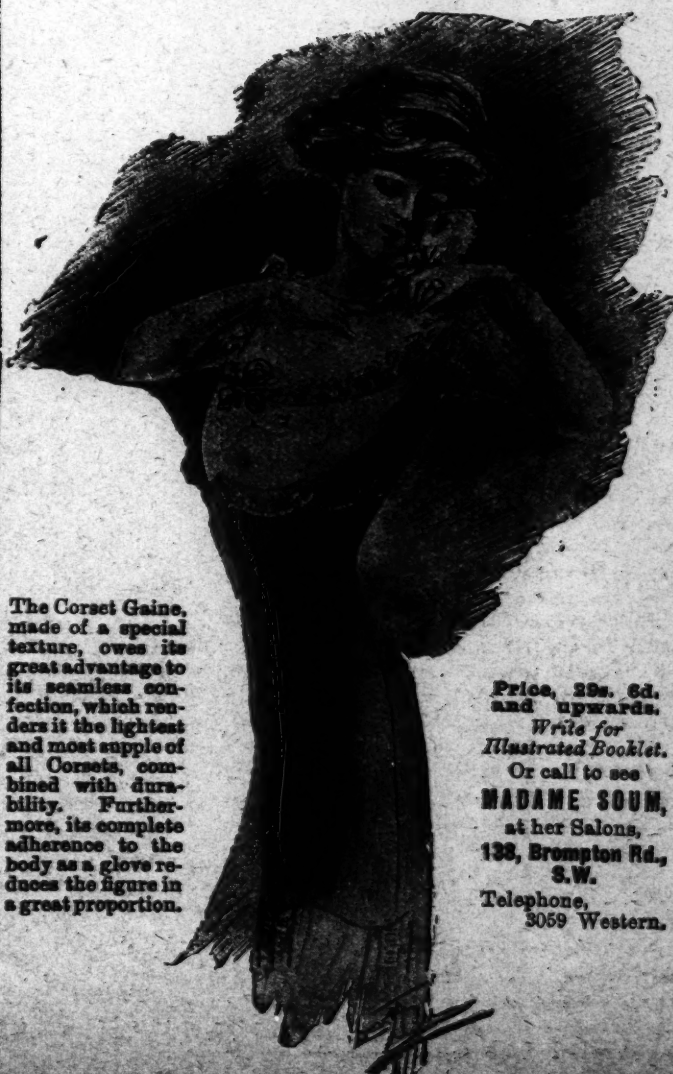 The Corset Gaine,
made of a special
texture, owes its
great advantage to
its seamless con-
fection, which ren-
ders it the lightest
and most supple of
all Corsets, com-
bined with dura-
bility. Further-
more, its complete
adherence to the
body as a glove re-
duces the figure in
a great proportion.
Price, 29s. 6d.
and upwards.
Write for
Illustrated Booklet.
Or call to see
MADAME SOUM,
at her Salons,
138, Brompton Rd.,
S.W.
Telephone,
3059 Western.